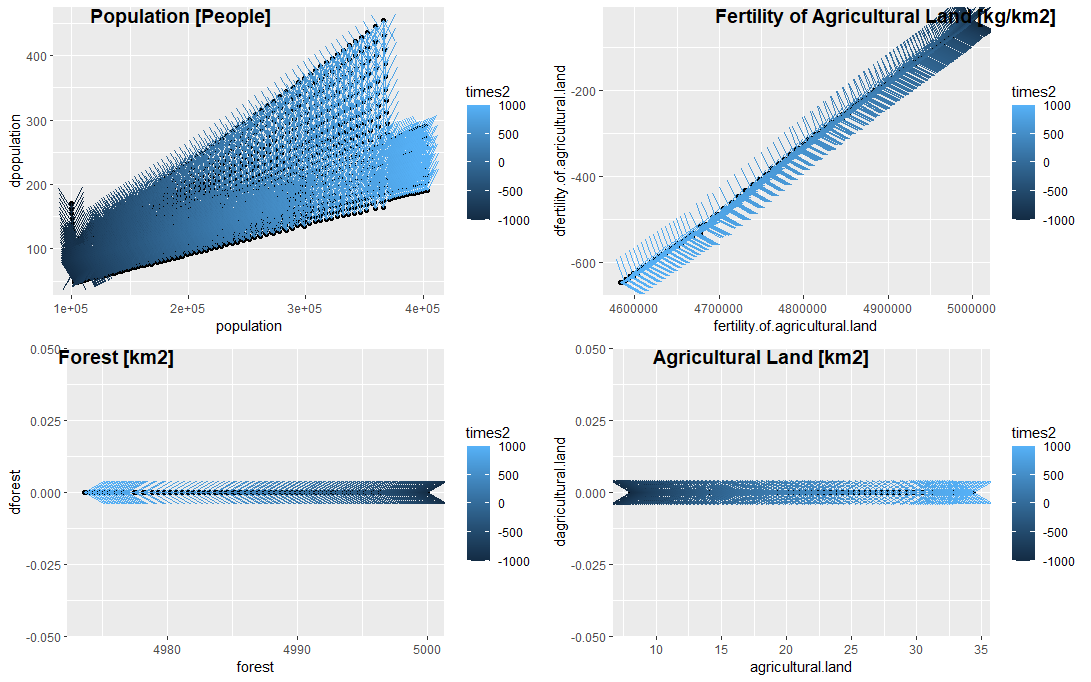 Population [People]
dpopulation
400
300
200
100
1e+05
2e+05
3e+05
4e+05
population
times2
1000
500
0
-500
-1000
Fertility of Agricultural Land [kg/km2]
dfertility.of.agricultural.land
-200
-400
-600
4600000
4700000
4800000
4900000
5000000
fertility.of.agricultural.land
times2
1000
500
0
-500
-1000
Forest [km2]
dforest
0.050
0.025
0.000
-0.025
-0.050
4980
4990
5000
forest
times2
1000
500
0
-500
-1000
Agricultural Land [km2]
dagricultural.land
0.050
0.025
0.000
-0.025
-0.050
10
15
20
25
30
35
agricultural.land
times2
1000
500
0
-500
-1000